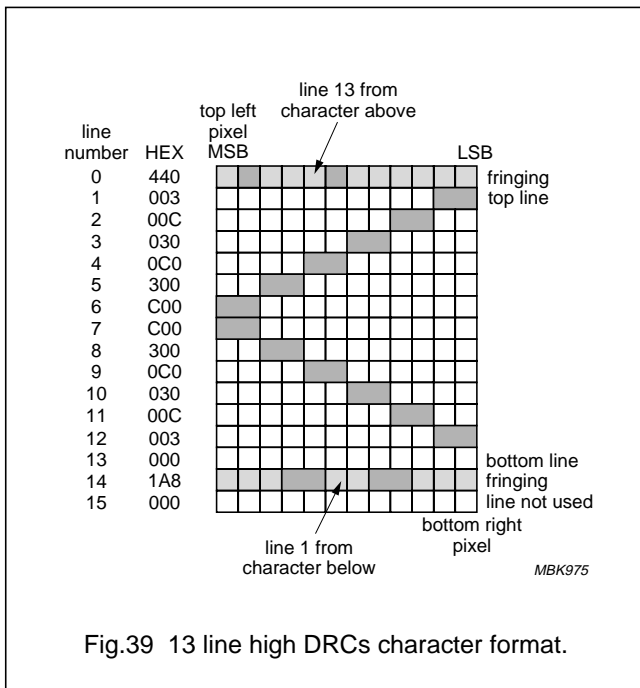 line 13 from
character above
top left
pixel
line
number HEX MSB LSB
0 440 fringing
1 003 top line
2 00C
3 030
4 0C0
5 300
6 C00
7 C00
8 300
9 0C0
10 030
11 00C
12 003
13 000 bottom line
14 1A8 fringing
15 000 line not used
bottom right
pixel
line 1 from
character below
MBK975
Fig.39 13 line high DRCs character format.